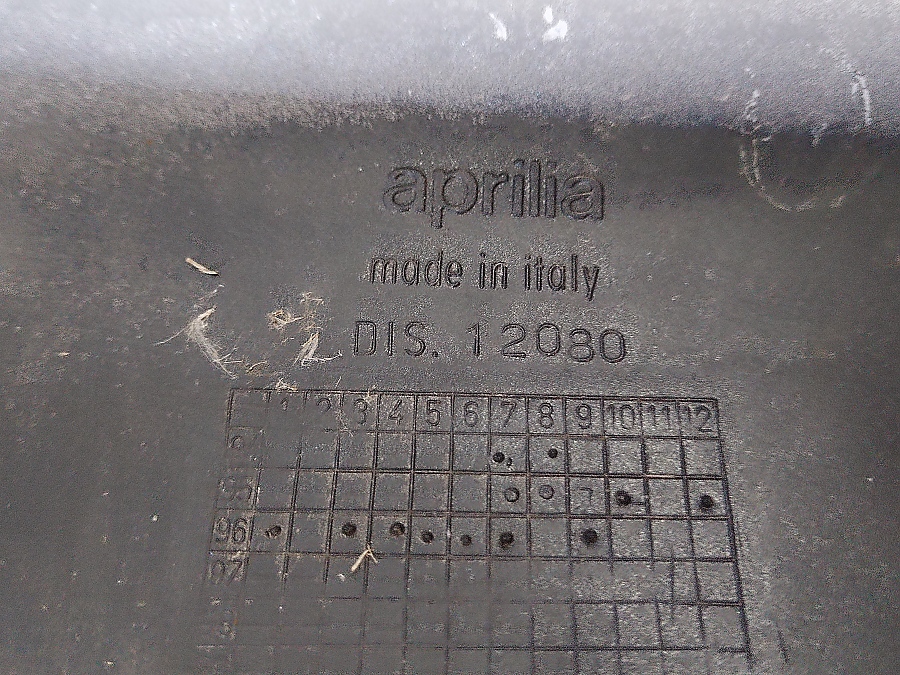 aprilia
made in italy
DIS. 12080
1 2 3 4 5 6 7 8 9 10 11 12
96
97